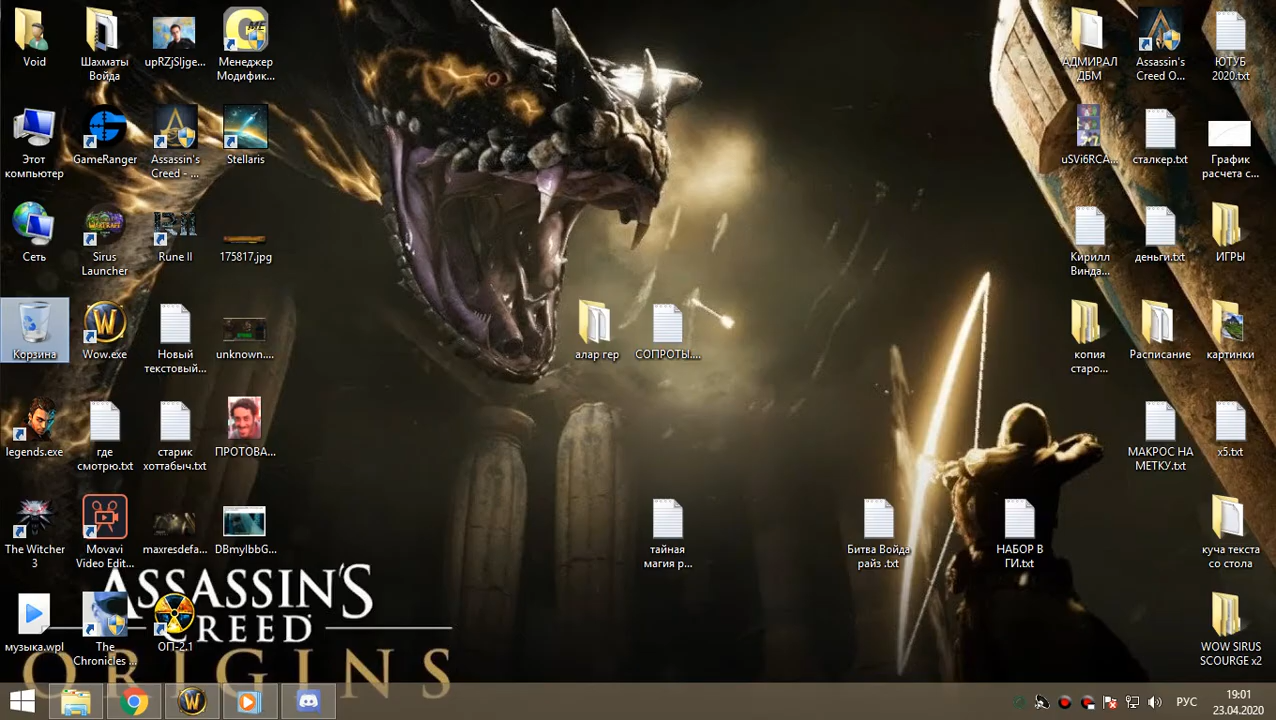 Void
Шахматы
Войда
upRZjSljge...
Менеджер
Модифик...
АДМИРАЛ
ДБМ
Assassin's
Creed O...
ЮТУБ
2020.txt
Этот
компьютер
GameRanger
Assassin's
Creed - ...
Stellaris
uSVi6RCA...
сталкер.txt
График
расчета с...
Сеть
Sirus
Launcher
Rune II
175817.jpg
Кирилл
Винда...
деньги.txt
ИГРЫ
Корзина
Wow.exe
Новый
текстовый...
unknown....
алар гер
СОПРОТЫ....
копия
старо...
Расписание
картинки
legends.exe
где
смотрю.txt
старик
хоттабыч.txt
ПРОТОВА...
МАКРОС НА
МЕТКУ.txt
x5.txt
The Witcher
3
Movavi
Video Edit...
maxresdefa...
DBmyIbbG...
тайная
магия р...
Битва Войда
райз .txt
НАБОР В
ГИ.txt
куча текста
со стола
музыка.wpl
The
Chronicles ...
ОП-2.1
WOW SIRUS
SCOURGE x2
ASSASSIN'S
CREED
ORIGINS
РУС
19:01
23.04.2020